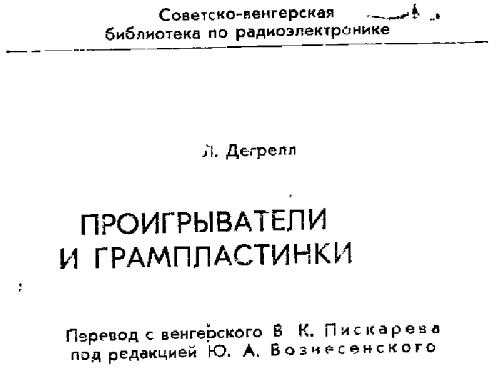 Советско-венгерская
библиотека по радиоэлектронике
Л. Дегрелл
ПРОИГРЫВАТЕЛИ
И ГРАМПЛАСТИНКИ
Перевод с венгерского В. К. Пискарева
под редакцией Ю. А. Вознесенского